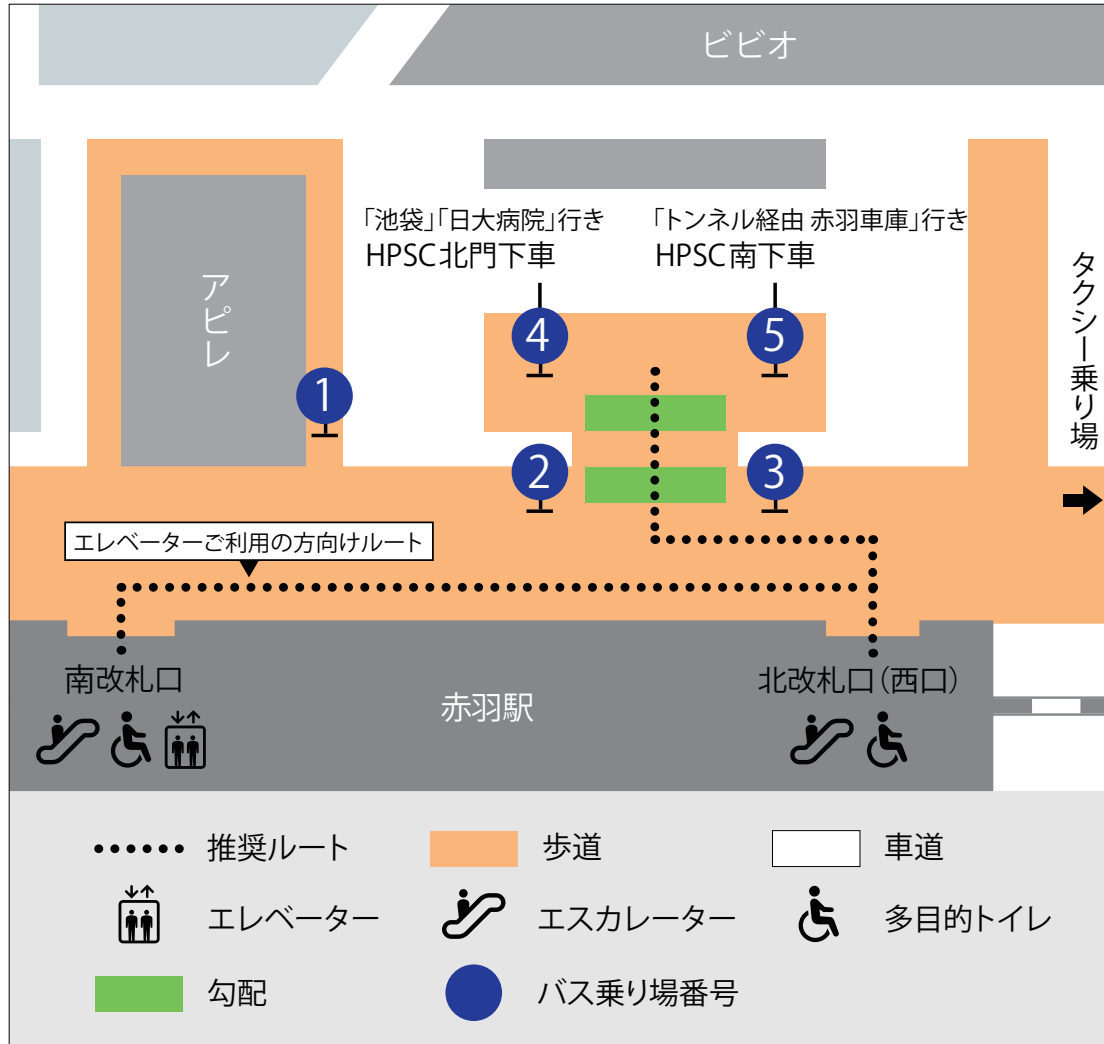 ビビオ
「池袋」「日大病院」行き
HPSC北門下車
「トンネル経由 赤羽車庫」行き
HPSC南下車
アピレ
タクシー乗り場
4
5
1
2
3
エレベーターご利用の方向けルート
南改札口
赤羽駅
北改札口(西口)
推奨ルート
歩道
車道
エレベーター
エスカレーター
多目的トイレ
勾配
バス乗り場番号